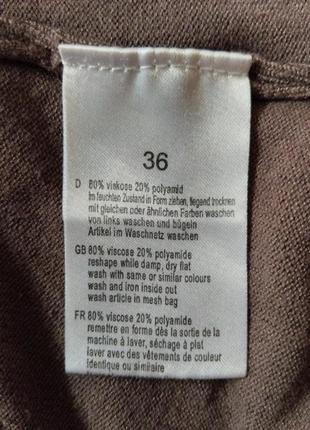 36
D 80% viskose 20% polyamid
Im feuchten Zustand in Form ziehen, liegend trocknen
mit gleichen oder ähnlichen Farben waschen
von links waschen und bügeln
Artikel im Waschnetz waschen
GB 80% viscose 20% polyamide
reshape while damp, dry flat
wash with same or similar colours
wash and iron inside out
wash article in mesh bag
FR 80% viscose 20% polyamide
remettre en forme dès la sortie de la
machine à laver, séchage à plat
laver avec des vêtements de couleur
identique ou similaire